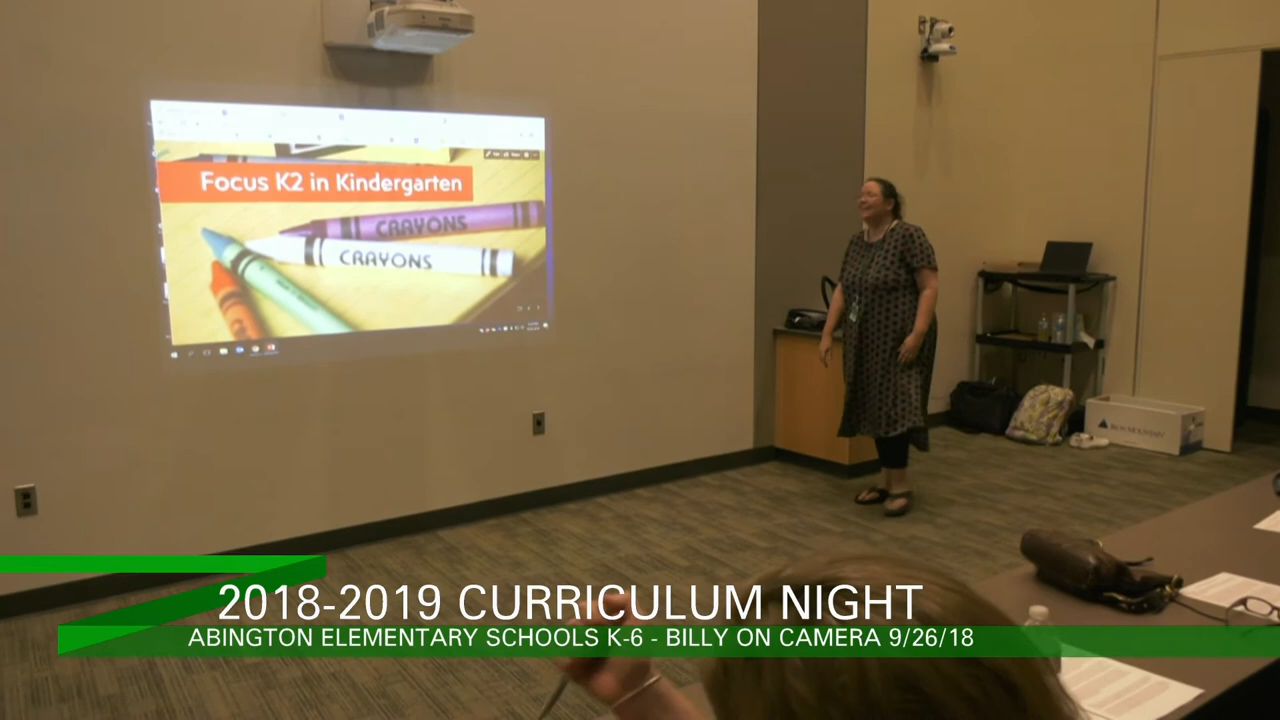 Focus K2 in Kindergarten
CRAYONS
CRAYONS
2018-2019 CURRICULUM NIGHT
ABINGTON ELEMENTARY SCHOOLS K-6 - BILLY ON CAMERA 9/26/18